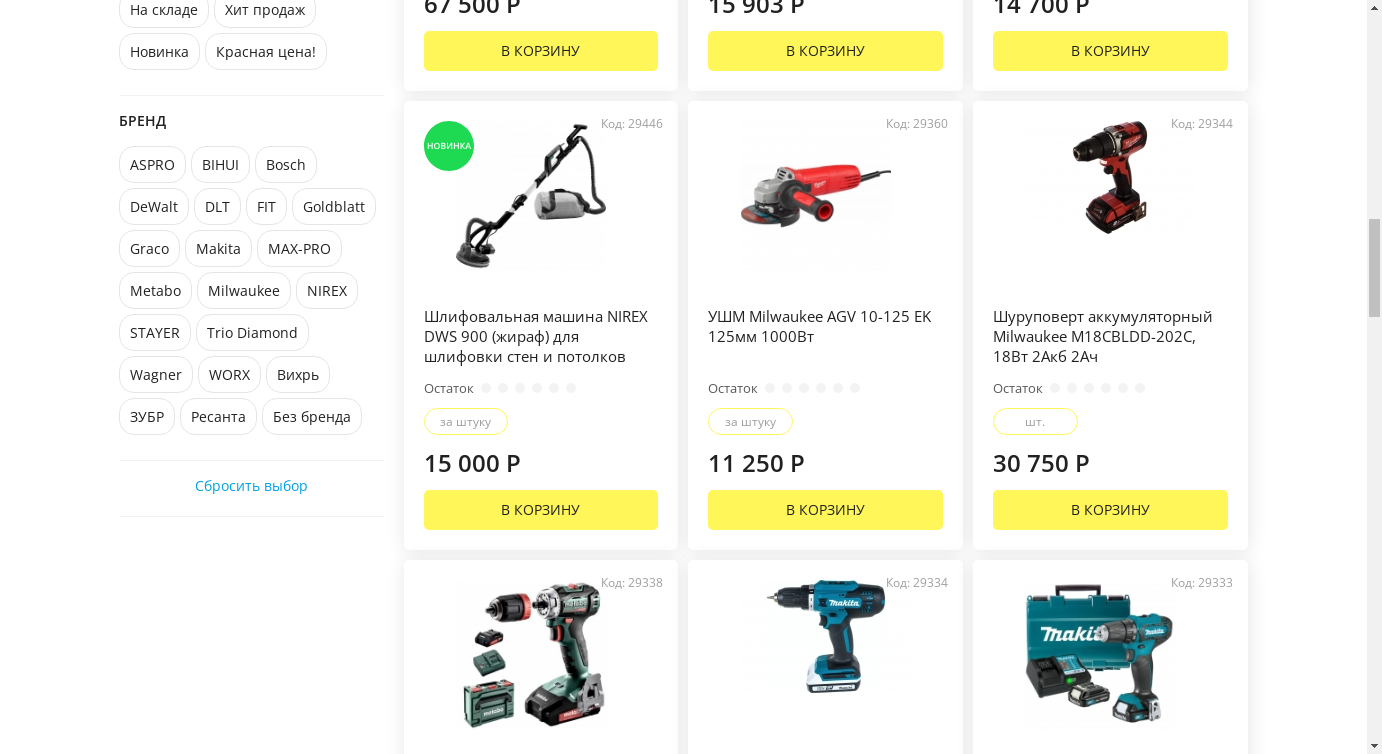 На складе
Хит продаж
Новинка
Красная цена!
БРЕНД
ASPRO
BIHUI
Bosch
DeWalt
DLT
FIT
Goldblatt
Graco
Makita
MAX-PRO
Metabo
Milwaukee
NIREX
STAYER
Trio Diamond
Wagner
WORX
Вихрь
ЗУБР
Ресанта
Без бренда
Сбросить выбор
67 500 Р
В КОРЗИНУ
15 903 Р
В КОРЗИНУ
14 700 Р
В КОРЗИНУ
НОВИНКА
Код: 29446
Шлифовальная машина NIREX
DWS 900 (жираф) для
шлифовки стен и потолков
Остаток
за штуку
15 000 Р
В КОРЗИНУ
Код: 29360
УШМ Milwaukee AGV 10-125 EK
125мм 1000Вт
Остаток
за штуку
11 250 Р
В КОРЗИНУ
Код: 29344
Шуруповерт аккумуляторный
Milwaukee M18CBLDD-202C,
18Вт 2Акб 2Ач
Остаток
шт.
30 750 Р
В КОРЗИНУ
Код: 29338
metabo
Код: 29334
makita
Код: 29333
Makita